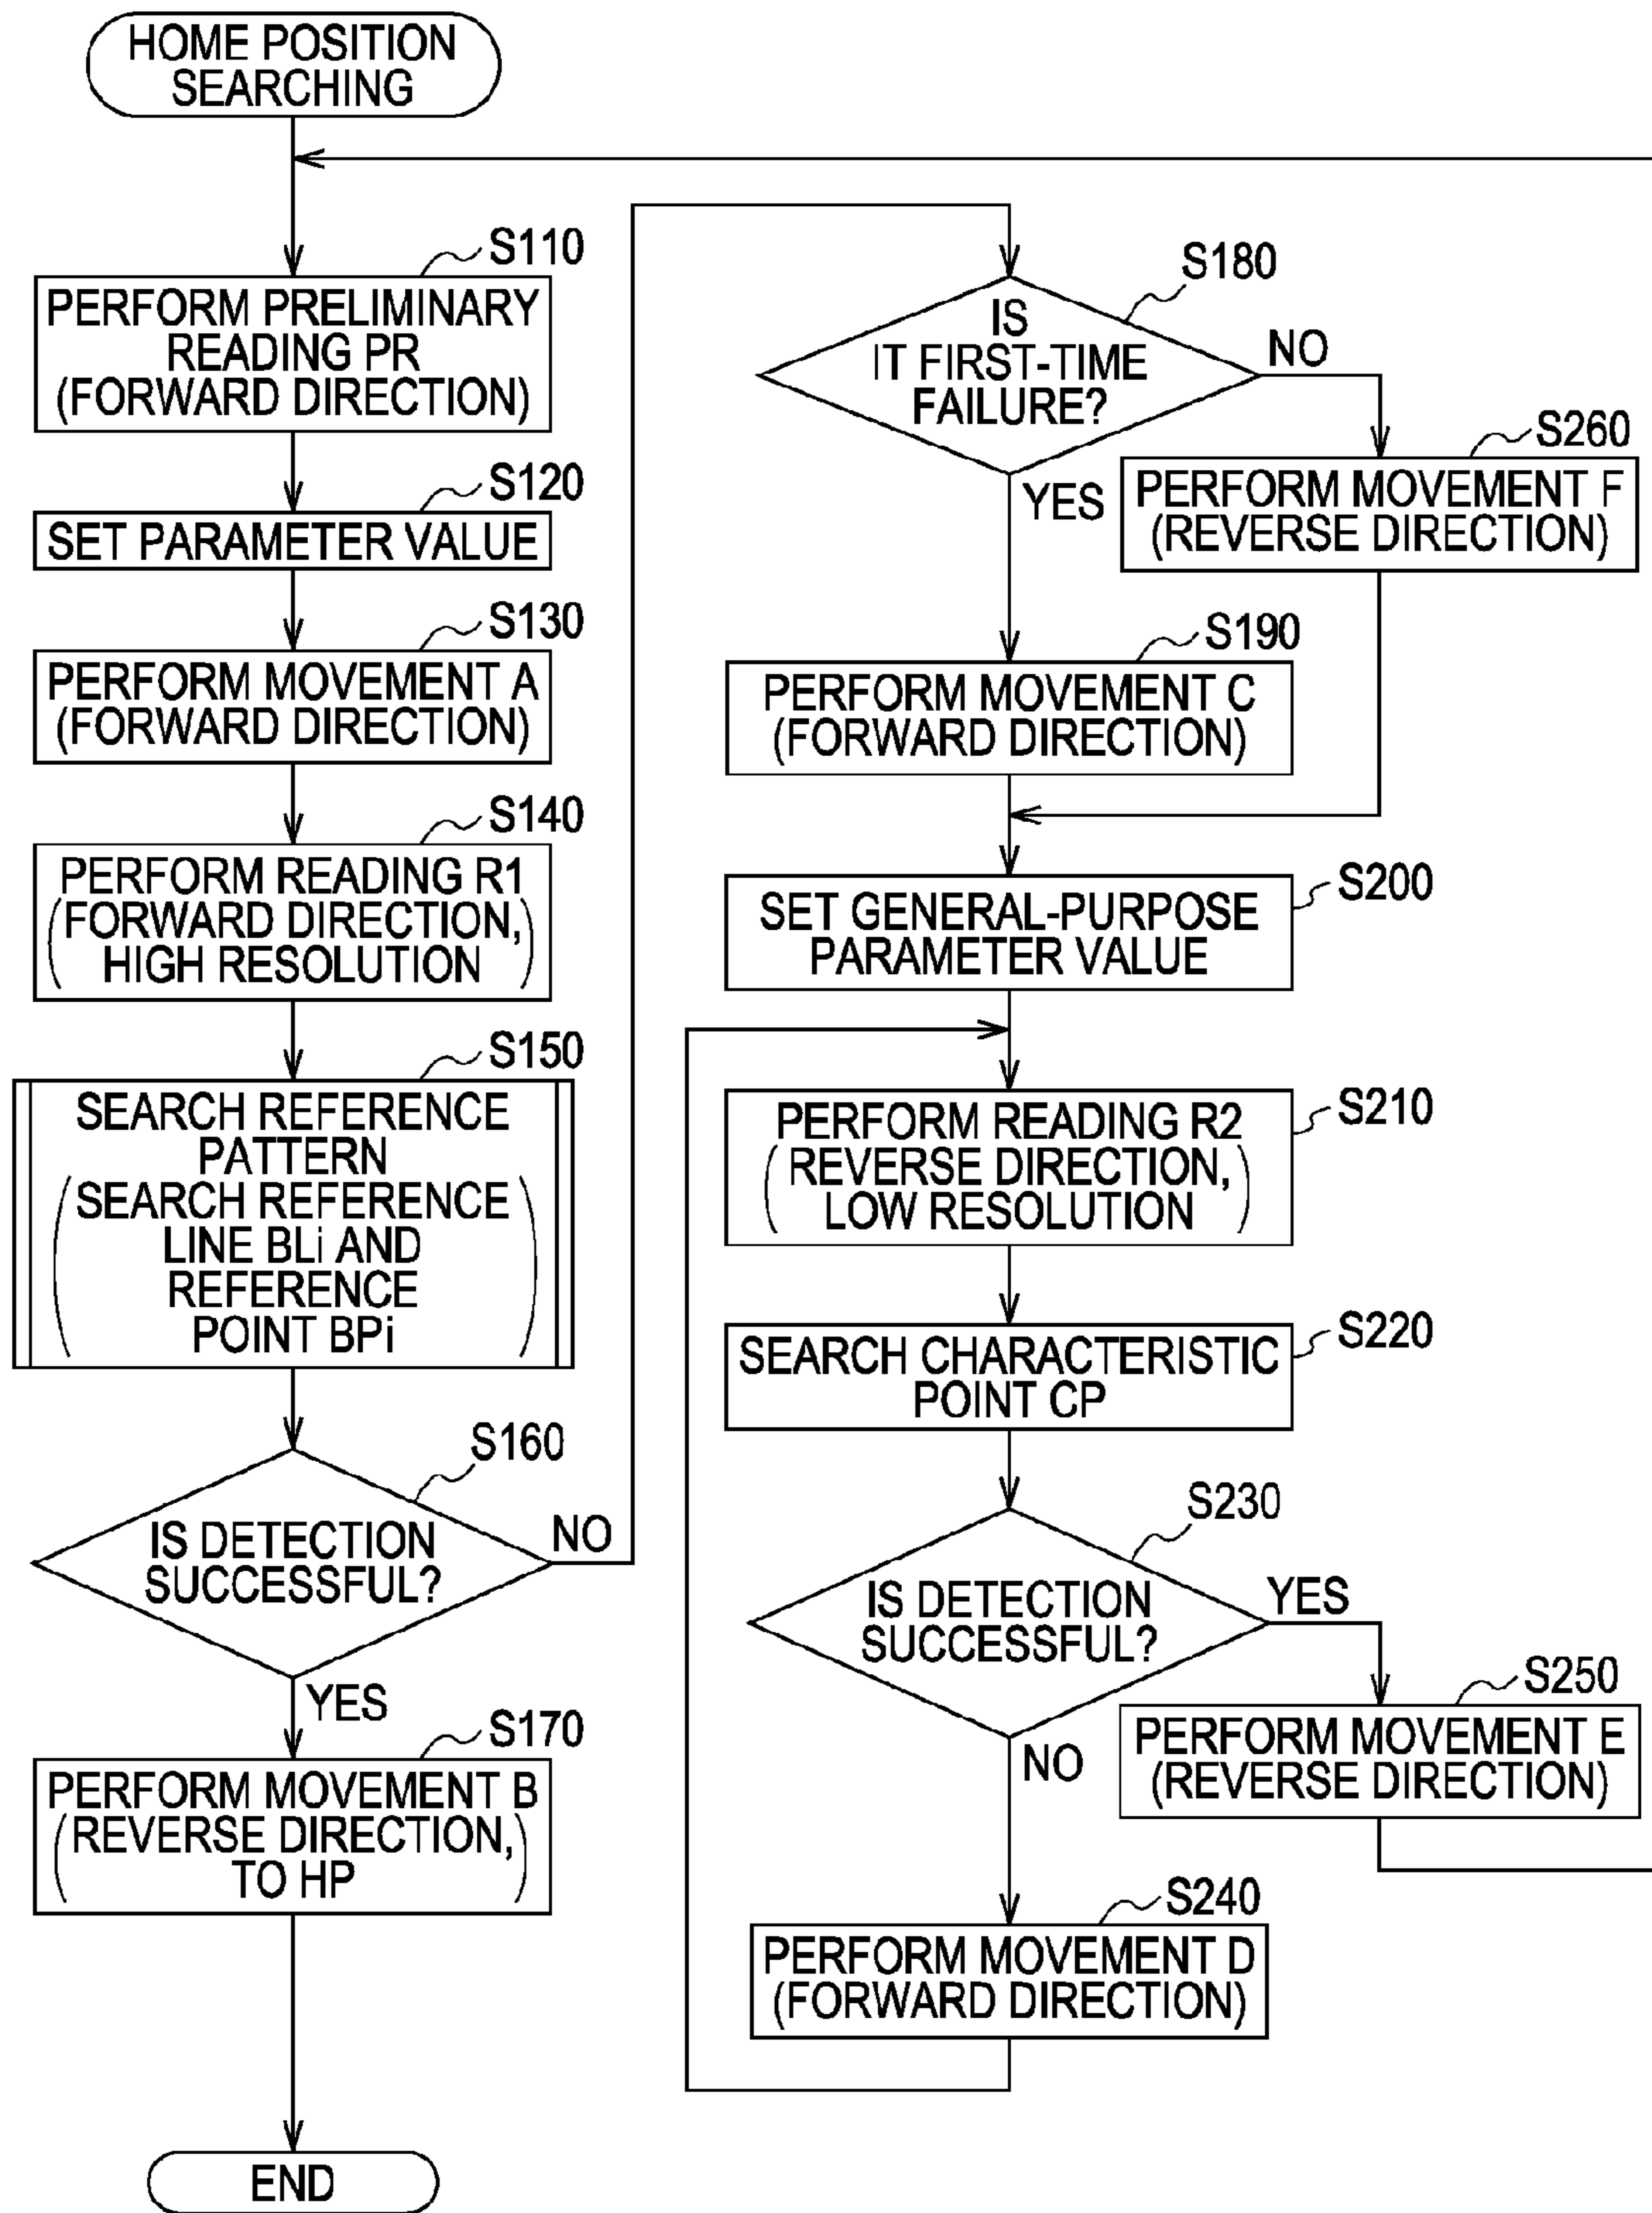 HOME POSITION
SEARCHING
S110
PERFORM PRELIMINARY
READING PR
(FORWARD DIRECTION)
S120
SET PARAMETER VALUE
S130
PERFORM MOVEMENT A
(FORWARD DIRECTION)
S140
PERFORM READING R1
(FORWARD DIRECTION,
HIGH RESOLUTION)
S150
SEARCH REFERENCE
PATTERN
(SEARCH REFERENCE
LINE BLi AND
REFERENCE
POINT BPi)
S160
IS DETECTION
SUCCESSFUL?
NO
YES
S170
PERFORM MOVEMENT B
(REVERSE DIRECTION,
TO HP)
END
S180
IS
IT FIRST-TIME
FAILURE?
NO
YES
S260
PERFORM MOVEMENT F
(REVERSE DIRECTION)
S190
PERFORM MOVEMENT C
(FORWARD DIRECTION)
S200
SET GENERAL-PURPOSE
PARAMETER VALUE
S210
PERFORM READING R2
(REVERSE DIRECTION,
LOW RESOLUTION)
S220
SEARCH CHARACTERISTIC
POINT CP
S230
IS DETECTION
SUCCESSFUL?
YES
NO
S250
PERFORM MOVEMENT E
(REVERSE DIRECTION)
S240
PERFORM MOVEMENT D
(FORWARD DIRECTION)